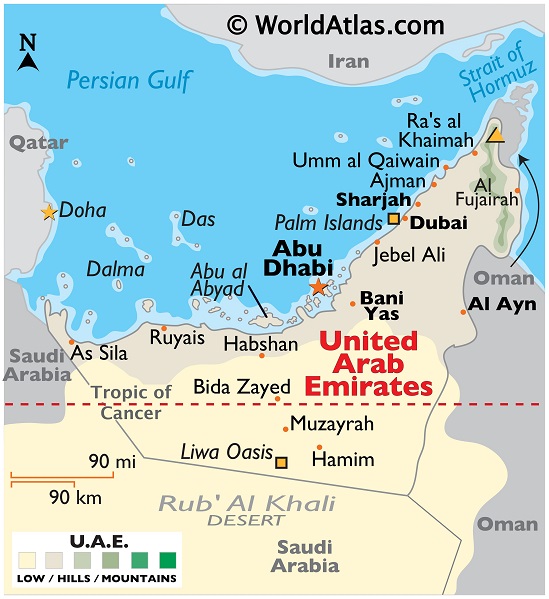 © WorldAtlas.com
N
Iran
Persian Gulf
Strait of
Hormuz
Qatar
Ra's al
Khaimah
Umm al Qaiwain
Ajman
Sharjah
Al
Fujairah
Doha
Das
Palm Islands
Dubai
Abu
Dhabi
Jebel Ali
Dalma
Abu al
Abyad
Oman
Bani
Yas
Al Ayn
Saudi
Arabia
As Sila
Ruyais
Habshan
United
Arab
Emirates
Tropic of
Cancer
Bida Zayed
Muzayrah
Liwa Oasis
Hamim
90 mi
90 km
Rub' Al Khali
DESERT
Oman
Saudi
Arabia
U.A.E.
LOW / HILLS / MOUNTAINS